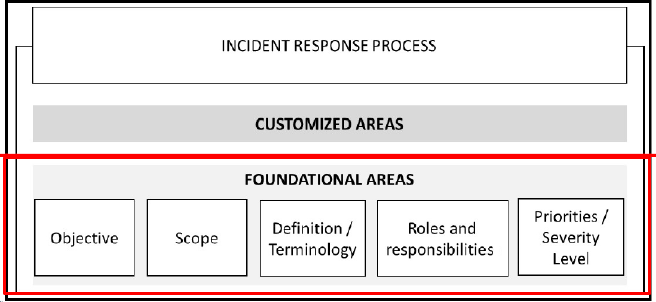 INCIDENT RESPONSE PROCESS
CUSTOMIZED AREAS
FOUNDATIONAL AREAS
Objective
Scope
Definition /
Terminology
Roles and
responsibilities
Priorities /
Severity
Level